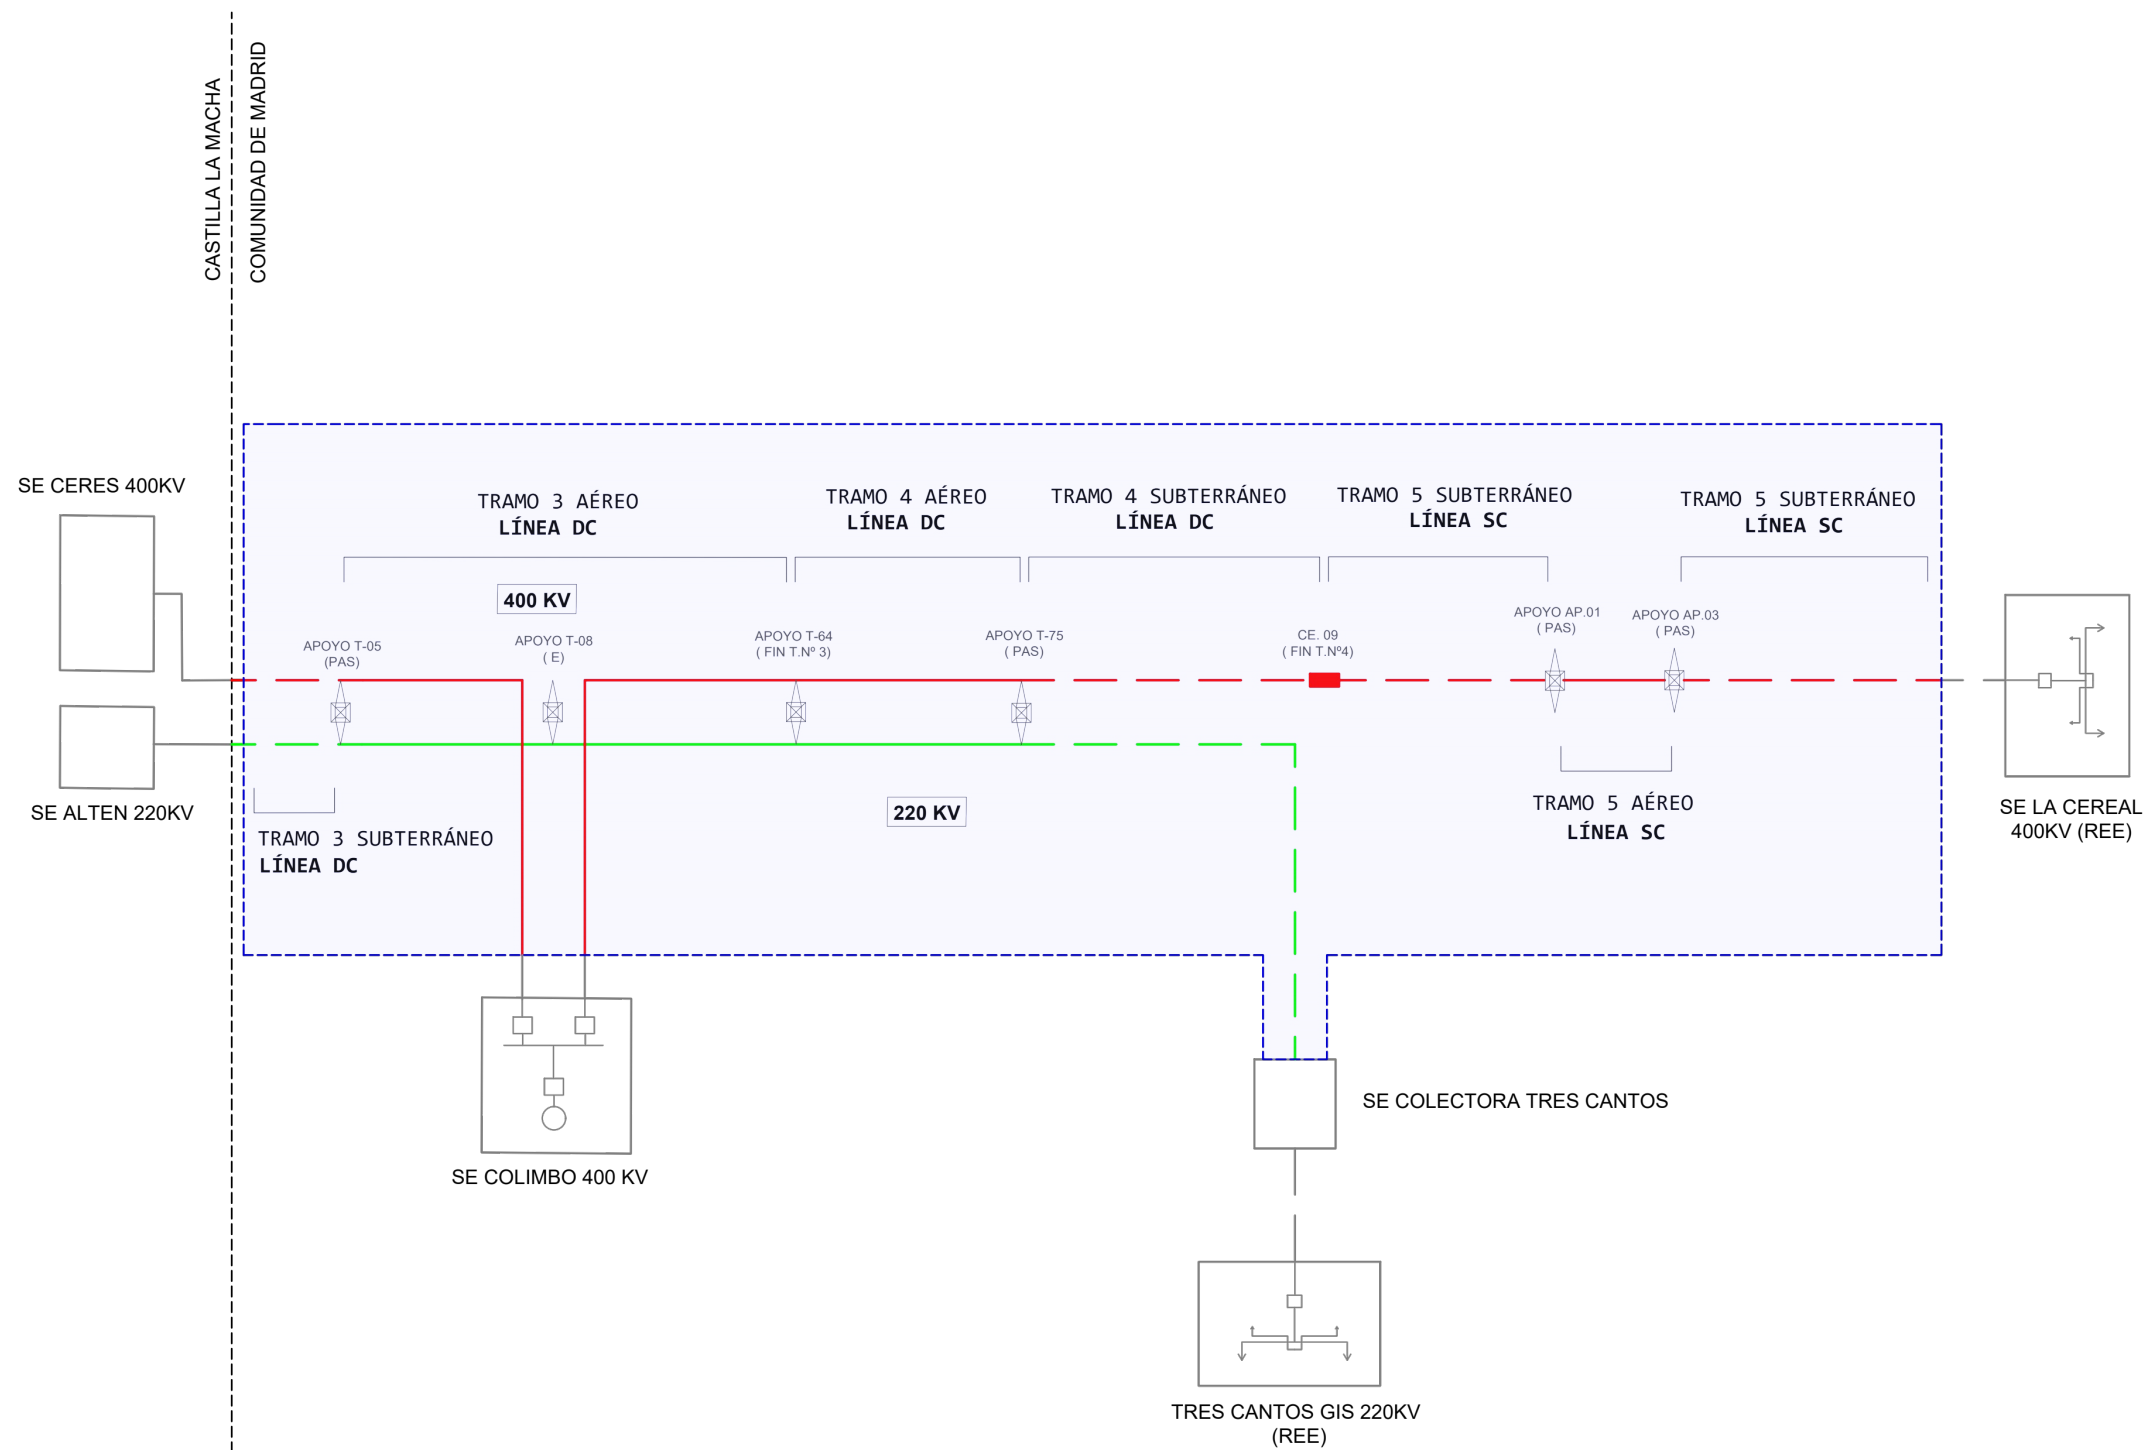 CASTILLA LA MACHA
COMUNIDAD DE MADRID
SE CERES 400KV
SE ALTEN 220KV
TRAMO 3 AÉREO
LÍNEA DC
TRAMO 4 AÉREO
LÍNEA DC
TRAMO 4 SUBTERRÁNEO
LÍNEA DC
TRAMO 5 SUBTERRÁNEO
LÍNEA SC
TRAMO 5 SUBTERRÁNEO
LÍNEA SC
400 KV
APOYO T-05
(PAS)
APOYO T-08
( E)
APOYO T-64
( FIN T.Nº 3)
APOYO T-75
( PAS)
CE. 09
( FIN T.Nº4)
APOYO AP.01
( PAS)
APOYO AP.03
( PAS)
220 KV
TRAMO 3 SUBTERRÁNEO
LÍNEA DC
TRAMO 5 AÉREO
LÍNEA SC
SE LA CEREAL
400KV (REE)
SE COLIMBO 400 KV
SE COLECTORA TRES CANTOS
TRES CANTOS GIS 220KV
(REE)